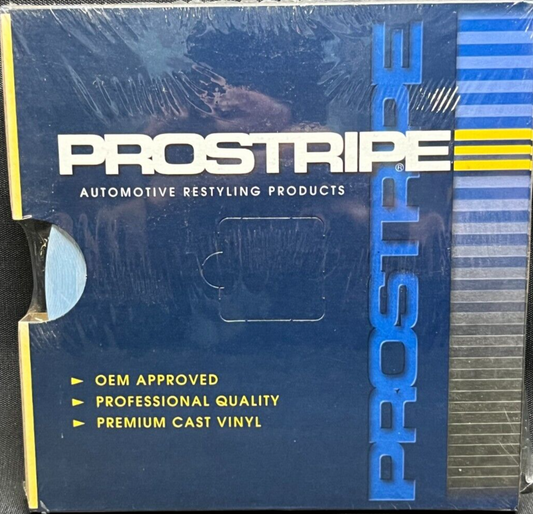 PROSTRIPE
AUTOMOTIVE RESTYLING PRODUCTS
► OEM APPROVED
► PROFESSIONAL QUALITY
► PREMIUM CAST VINYL
PROSTRIPE®